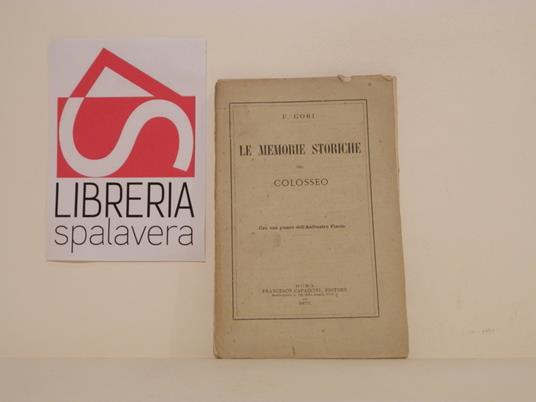 LIBRERIA
spalavera
F. GORI
LE MEMORIE STORICHE
DEL
COLOSSEO
Con una pianta dell'Anfiteatro Flavio
ROMA
FRANCESCO CAPACCINI, EDITORE